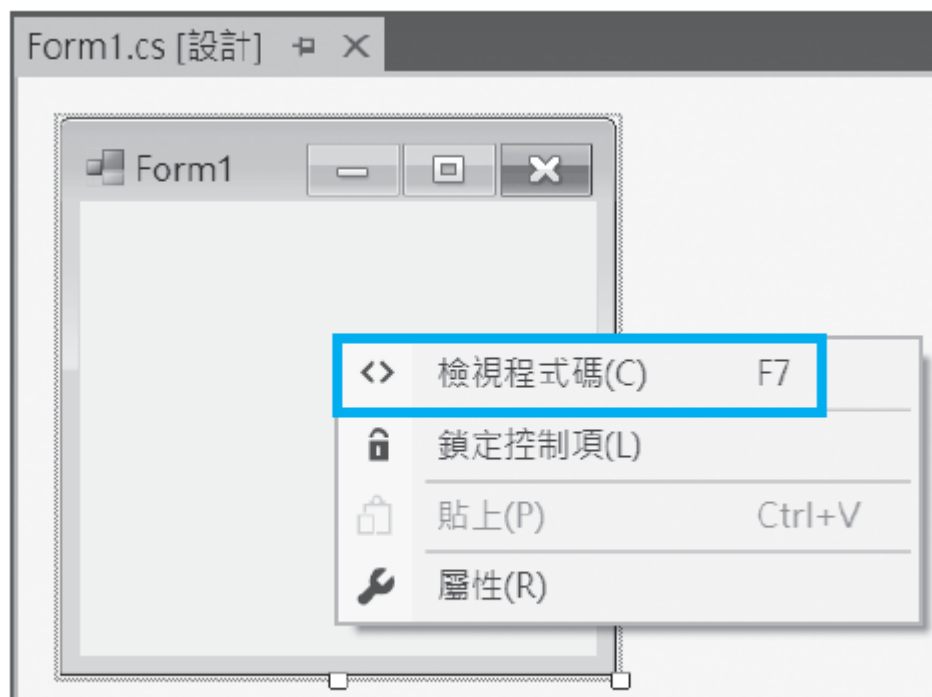 Form1.cs [設計]
Form1
檢視程式碼(C) F7
鎖定控制項(L)
貼上(P) Ctrl+V
屬性(R)